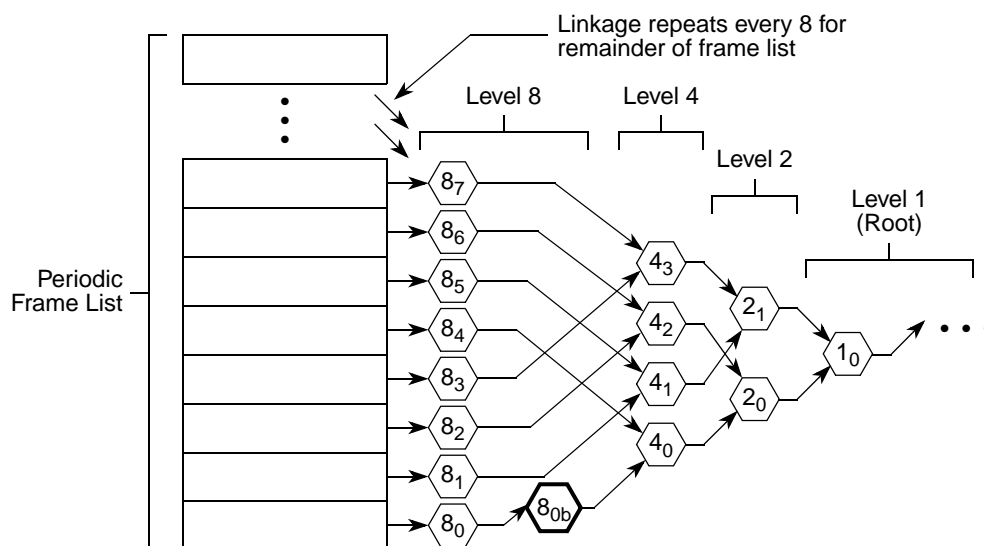 Linkage repeats every 8 for
remainder of frame list
Level 8
Level 4
Level 2
Level 1
(Root)
Periodic
Frame List
8₇
8₆
8₅
8₄
8₃
8₂
8₁
8₀
8₀b
4₃
4₂
4₁
4₀
2₁
2₀
1₀